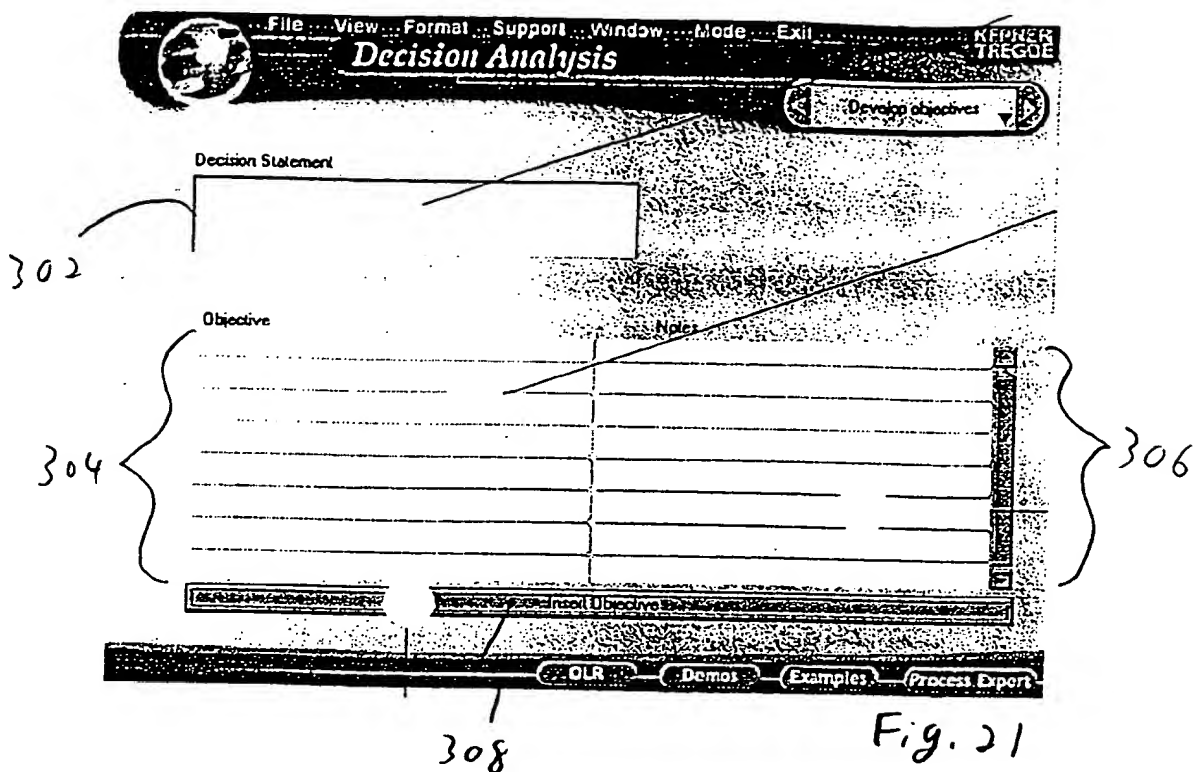 File View Format Support Window Mode Exit
KEPNER
TREGOE
Decision Analysis
Develop objectives
Decision Statement
302
Objective Notes
304
306
Insert Objective
OLR Demos Examples Process Export
308
Fig. 21